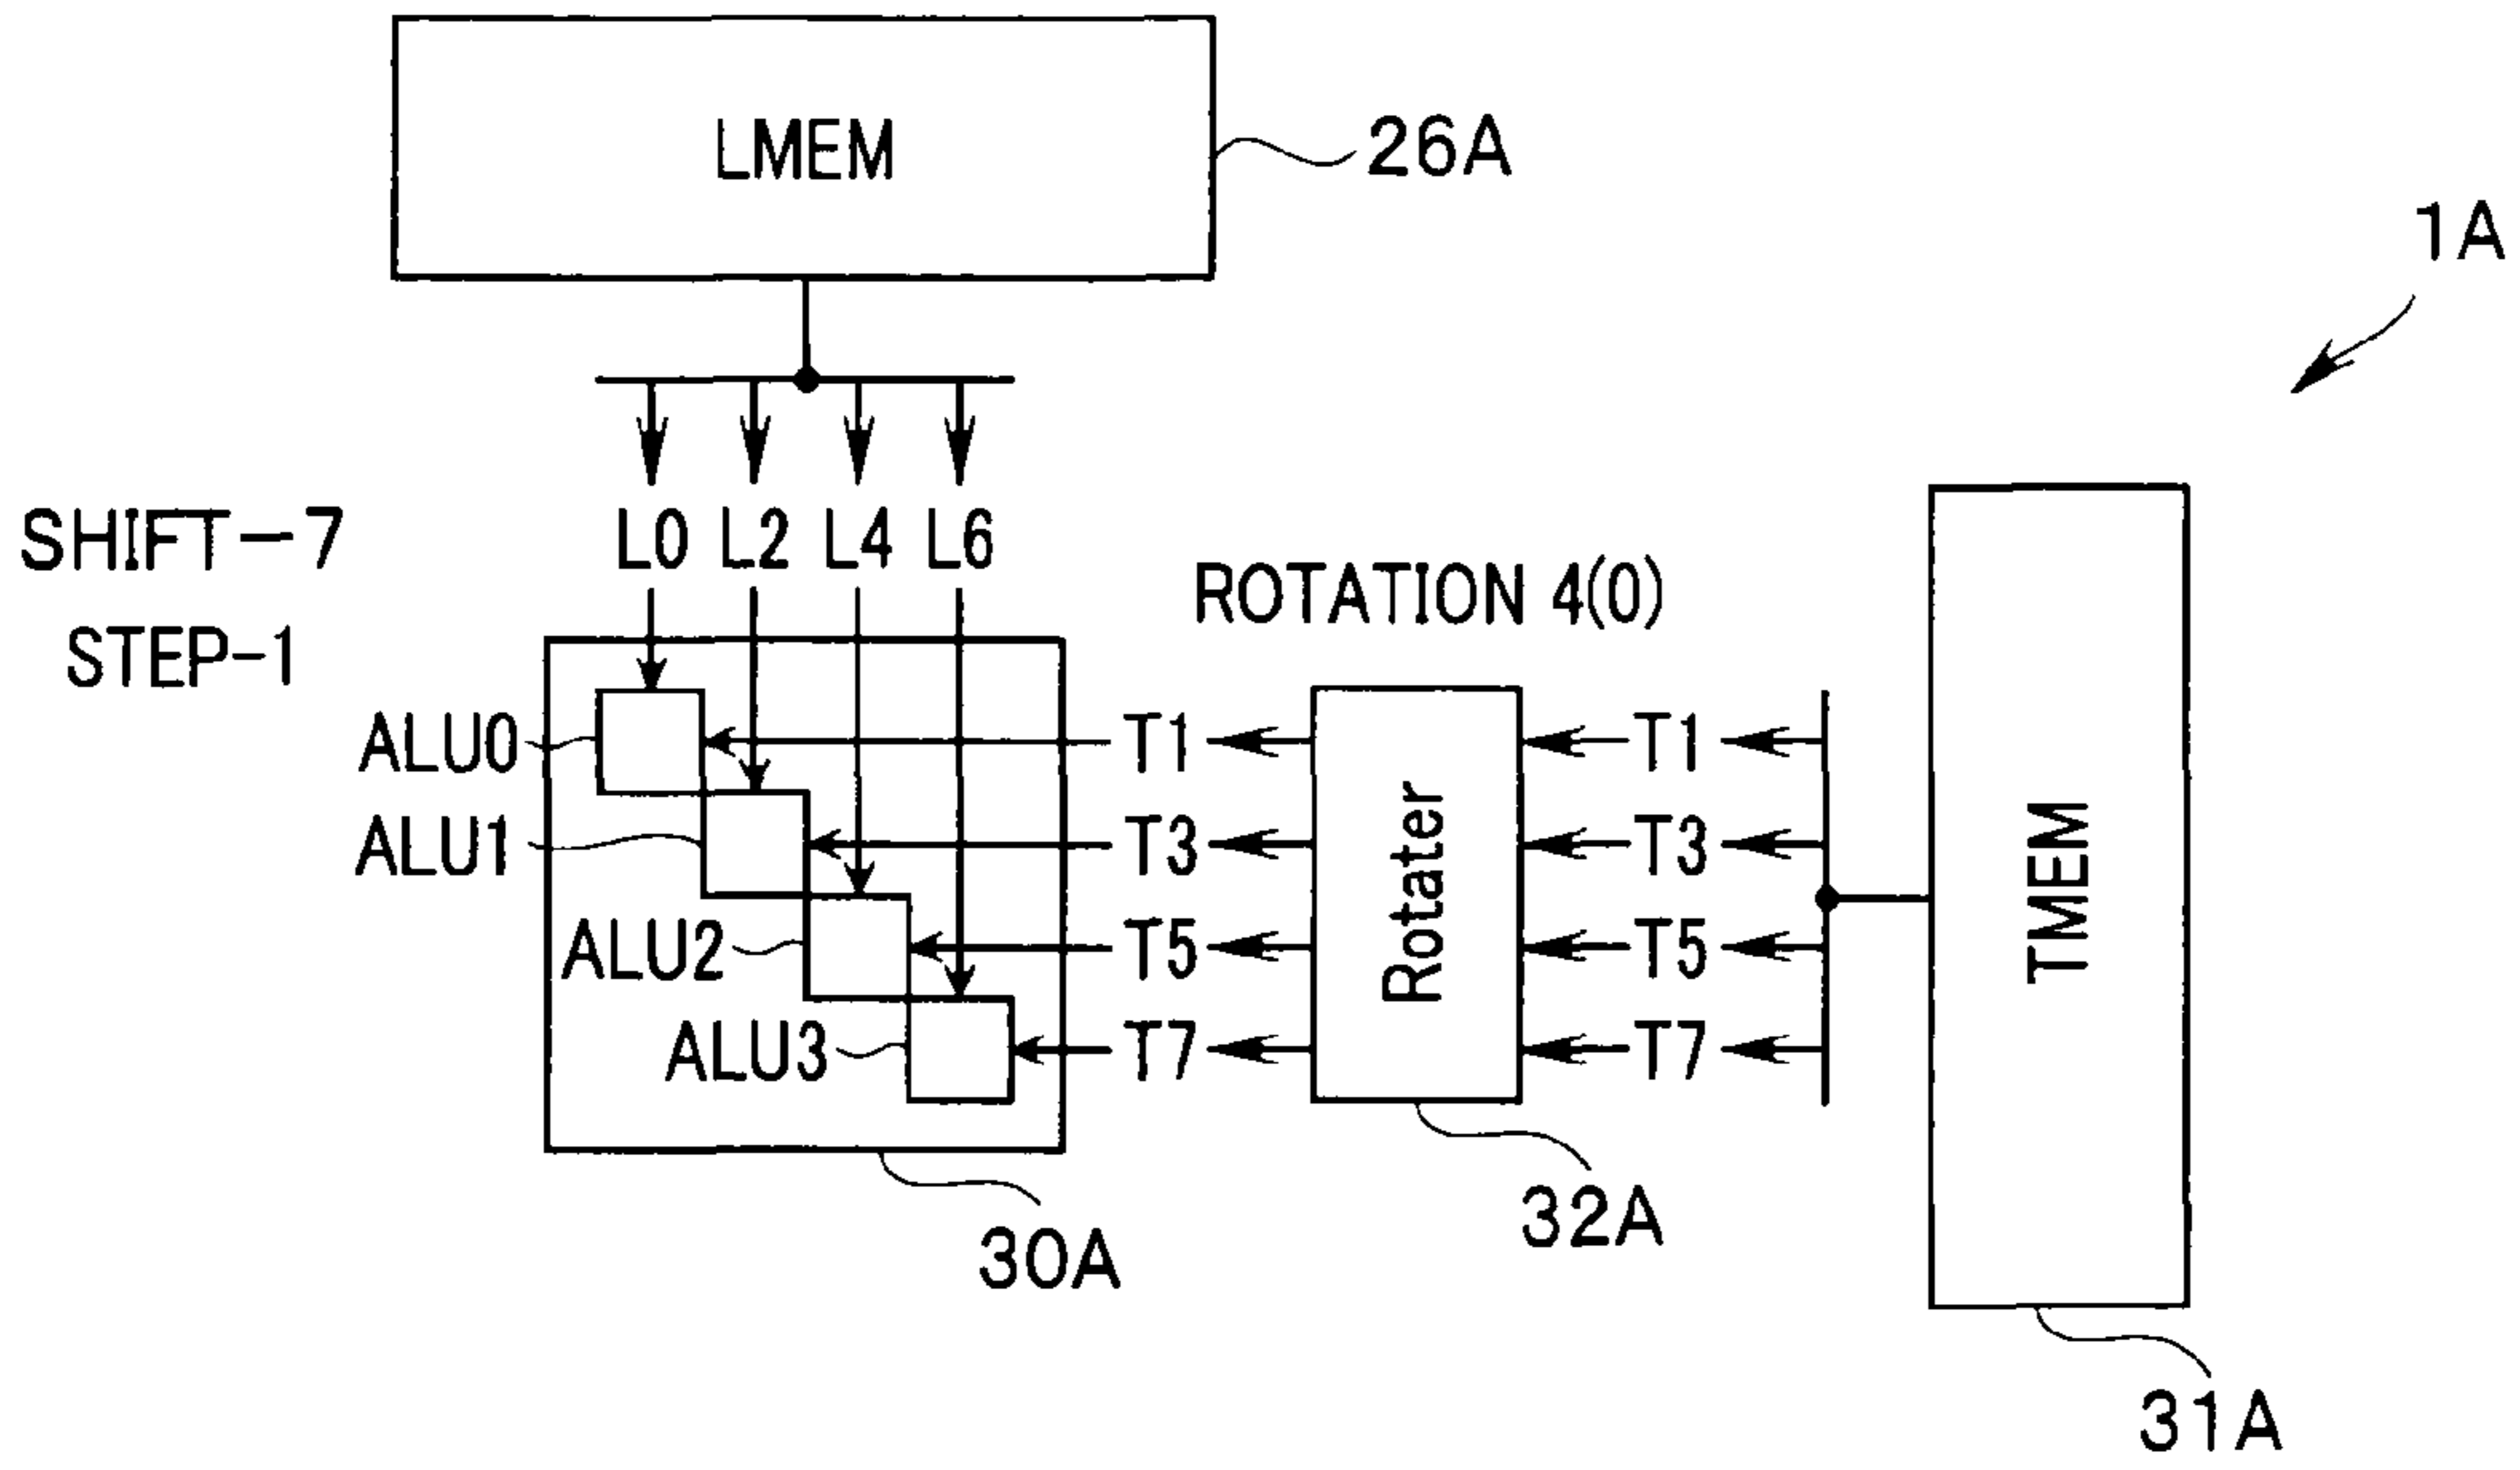 LMEM
26A
1A
L0 L2 L4 L6
SHIFT-7
STEP-1
ROTATION 4(0)
ALU0
ALU1
ALU2
ALU3
T1
T3
T5
T7
Rotater
T1
T3
T5
T7
TMEM
30A
32A
31A